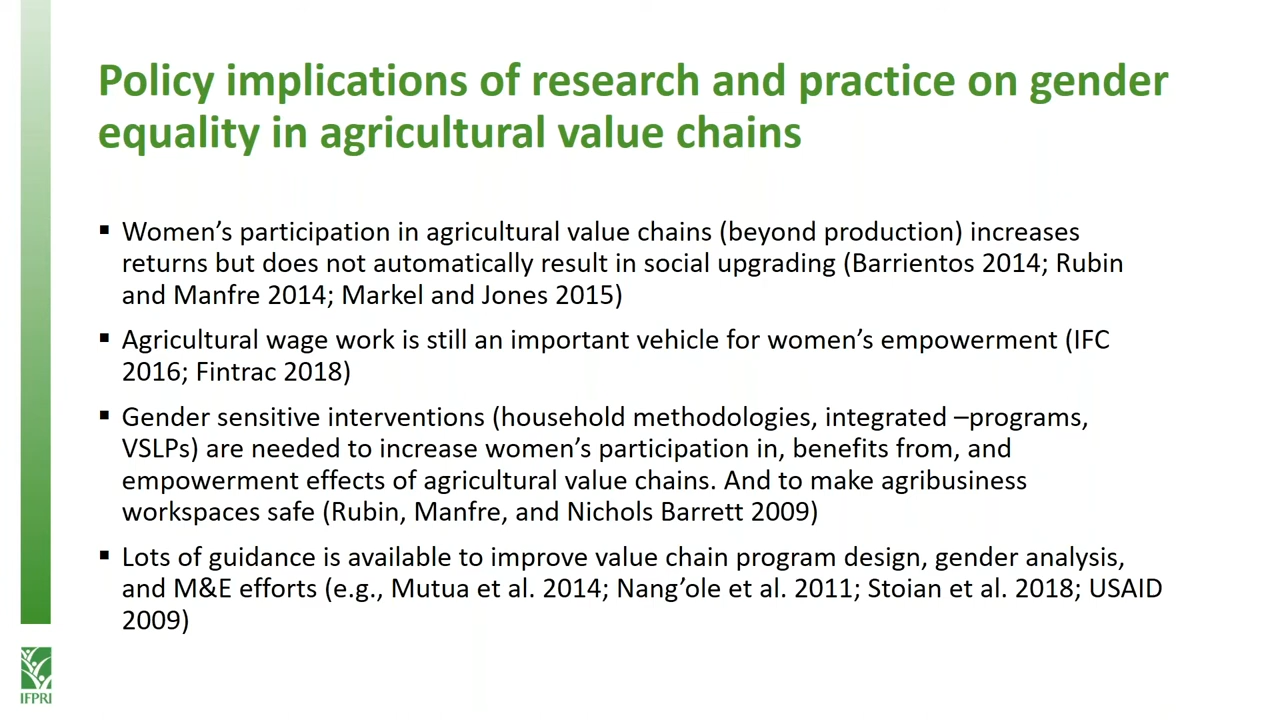 Policy implications of research and practice on gender
equality in agricultural value chains
▪ Women’s participation in agricultural value chains (beyond production) increases
returns but does not automatically result in social upgrading (Barrientos 2014; Rubin
and Manfre 2014; Markel and Jones 2015)
▪ Agricultural wage work is still an important vehicle for women’s empowerment (IFC
2016; Fintrac 2018)
▪ Gender sensitive interventions (household methodologies, integrated –programs,
VSLPs) are needed to increase women’s participation in, benefits from, and
empowerment effects of agricultural value chains. And to make agribusiness
workspaces safe (Rubin, Manfre, and Nichols Barrett 2009)
▪ Lots of guidance is available to improve value chain program design, gender analysis,
and M&E efforts (e.g., Mutua et al. 2014; Nang’ole et al. 2011; Stoian et al. 2018; USAID
2009)
IFPRI